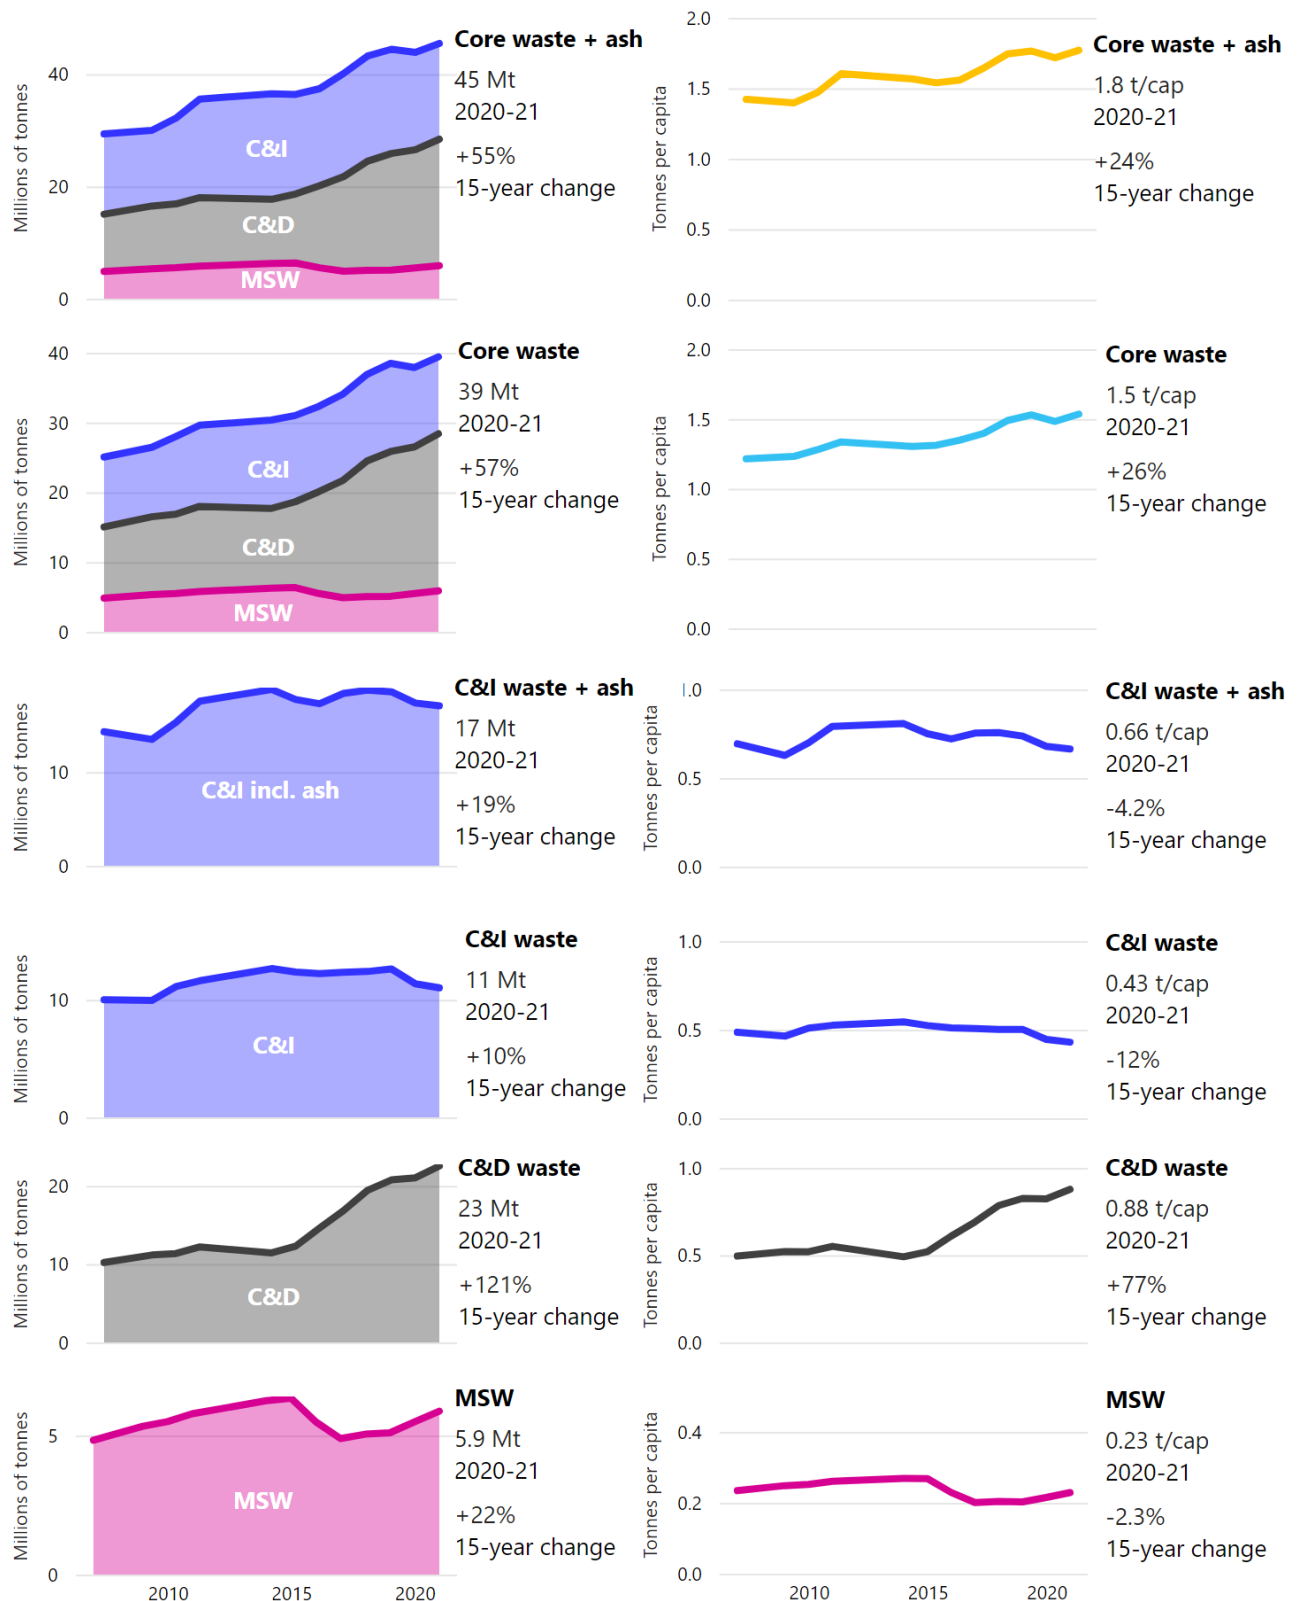 Millions of tonnes
40
20
0
C&I
C&D
MSW
Core waste + ash
45 Mt
2020-21
+55%
15-year change
Tonnes per capita
2.0
1.5
1.0
0.5
0.0
Core waste + ash
1.8 t/cap
2020-21
+24%
15-year change
Millions of tonnes
40
30
20
10
0
C&I
C&D
MSW
Core waste
39 Mt
2020-21
+57%
15-year change
Tonnes per capita
2.0
1.5
1.0
0.5
0.0
Core waste
1.5 t/cap
2020-21
+26%
15-year change
Millions of tonnes
10
0
C&I incl. ash
C&I waste + ash
17 Mt
2020-21
+19%
15-year change
Tonnes per capita
1.0
0.5
0.0
C&I waste + ash
0.66 t/cap
2020-21
-4.2%
15-year change
Millions of tonnes
10
0
C&I
C&I waste
11 Mt
2020-21
+10%
15-year change
Tonnes per capita
1.0
0.5
0.0
C&I waste
0.43 t/cap
2020-21
-12%
15-year change
Millions of tonnes
20
10
0
C&D
C&D waste
23 Mt
2020-21
+121%
15-year change
Tonnes per capita
1.0
0.5
0.0
C&D waste
0.88 t/cap
2020-21
+77%
15-year change
Millions of tonnes
5
0
MSW
2010 2015 2020
MSW
5.9 Mt
2020-21
+22%
15-year change
Tonnes per capita
0.4
0.2
0.0
2010 2015 2020
MSW
0.23 t/cap
2020-21
-2.3%
15-year change